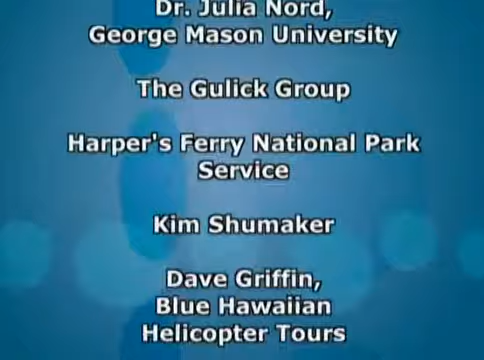 Dr. Julia Nord,
George Mason University
The Gulick Group
Harper's Ferry National Park
Service
Kim Shumaker
Dave Griffin,
Blue Hawaiian
Helicopter Tours